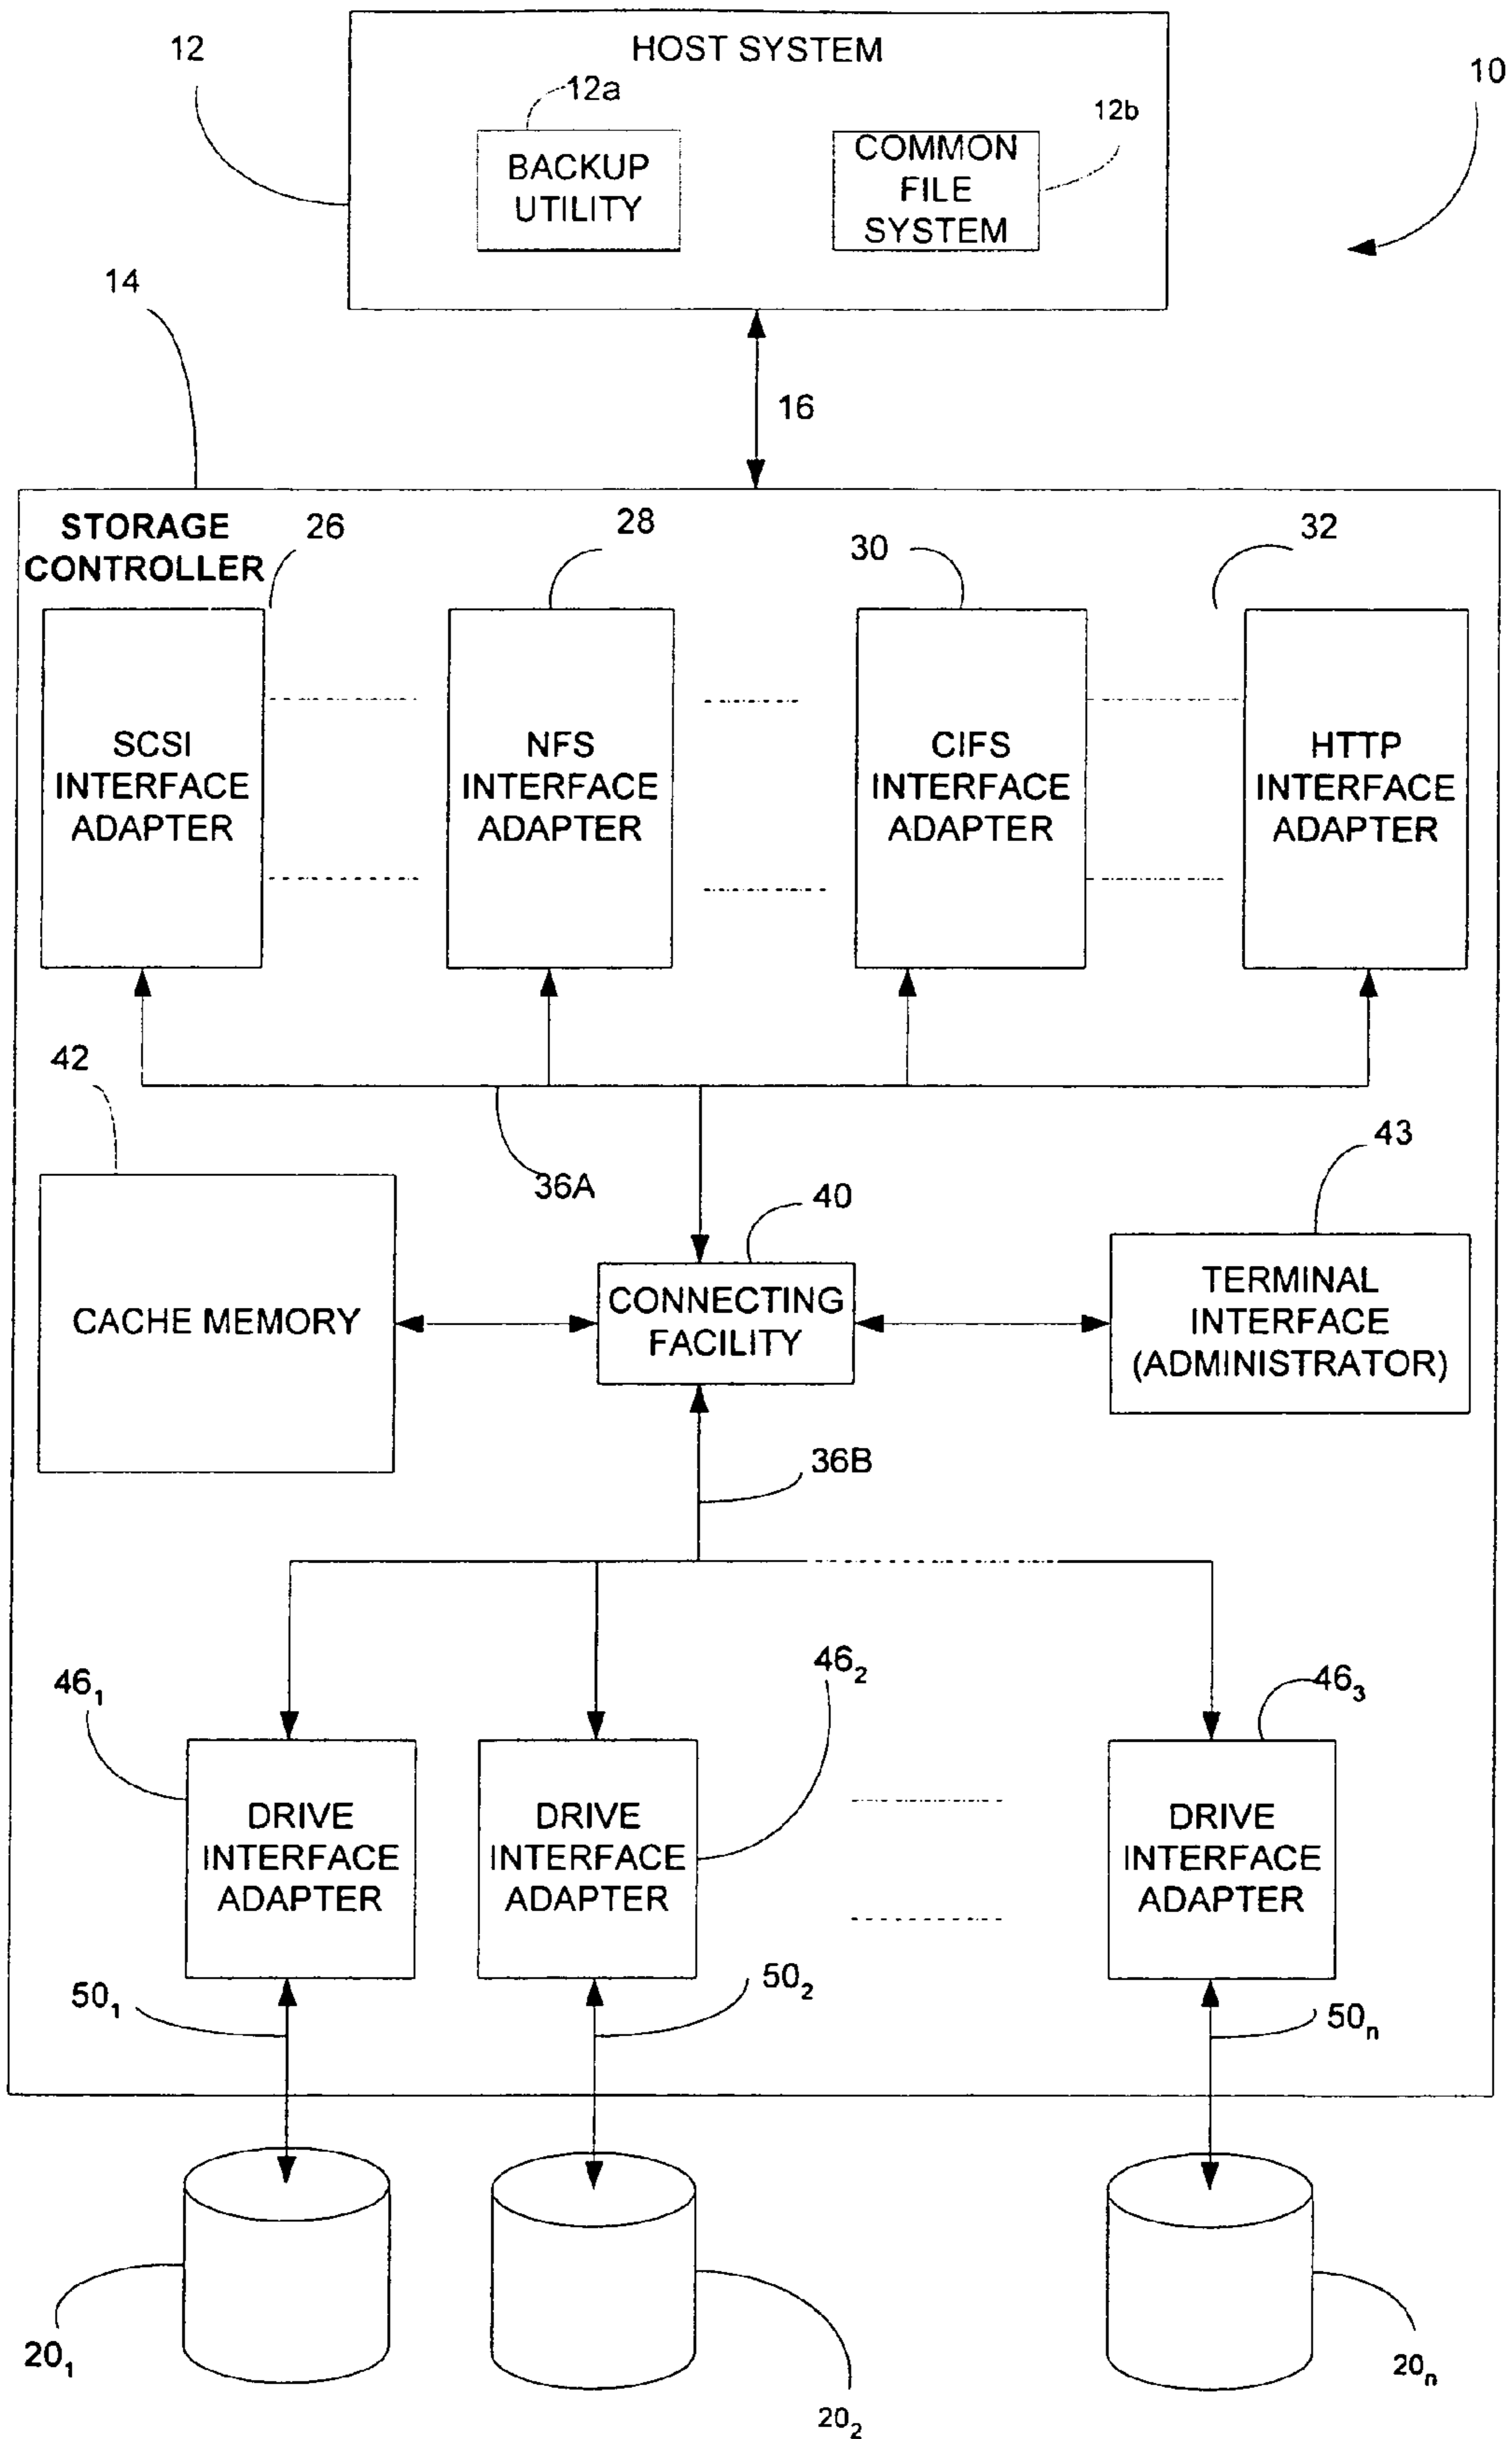 12
HOST SYSTEM
10
12a
12b
BACKUP
UTILITY
COMMON
FILE
SYSTEM
14
16
STORAGE
CONTROLLER
26
28
30
32
SCSI
INTERFACE
ADAPTER
NFS
INTERFACE
ADAPTER
CIFS
INTERFACE
ADAPTER
HTTP
INTERFACE
ADAPTER
42
36A
40
43
CACHE MEMORY
CONNECTING
FACILITY
TERMINAL
INTERFACE
(ADMINISTRATOR)
36B
46₁
46₂
46₃
DRIVE
INTERFACE
ADAPTER
DRIVE
INTERFACE
ADAPTER
DRIVE
INTERFACE
ADAPTER
50₁
50₂
50ₙ
20₁
20₂
20ₙ